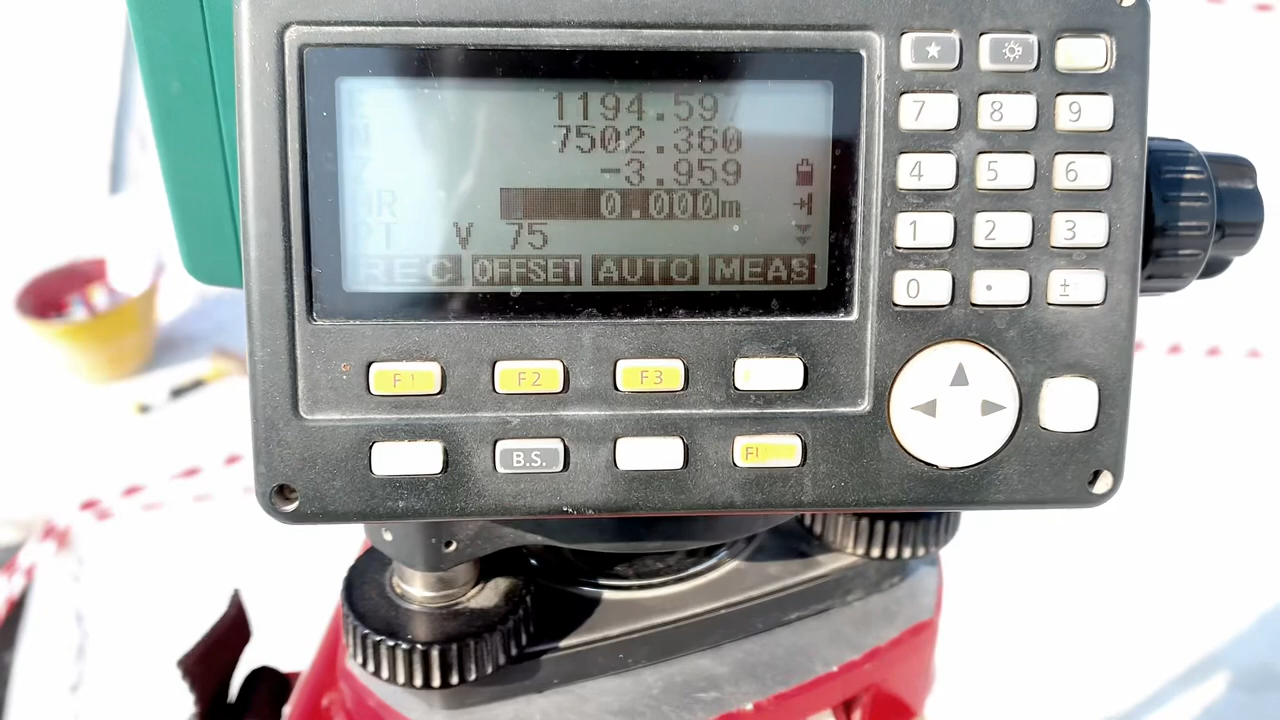 1194.597
7502.360
-3.959
HR 0.000m
V 75
REC OFFSET AUTO MEAS
7 8 9
4 5 6
1 2 3
0 . ±
F1 F2 F3
B.S.